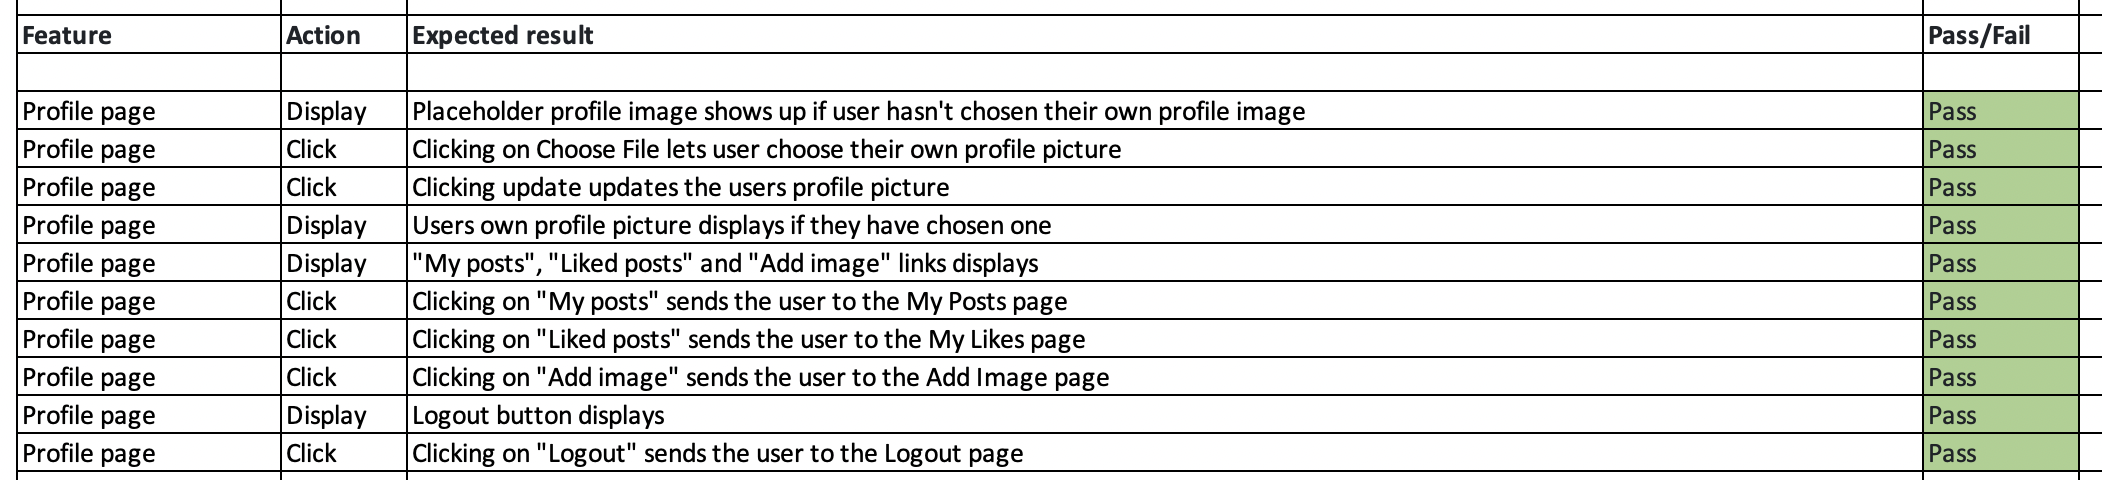 Feature Action Expected result Pass/Fail
Profile page Display Placeholder profile image shows up if user hasn't chosen their own profile image Pass
Profile page Click Clicking on Choose File lets user choose their own profile picture Pass
Profile page Click Clicking update updates the users profile picture Pass
Profile page Display Users own profile picture displays if they have chosen one Pass
Profile page Display "My posts", "Liked posts" and "Add image" links displays Pass
Profile page Click Clicking on "My posts" sends the user to the My Posts page Pass
Profile page Click Clicking on "Liked posts" sends the user to the My Likes page Pass
Profile page Click Clicking on "Add image" sends the user to the Add Image page Pass
Profile page Display Logout button displays Pass
Profile page Click Clicking on "Logout" sends the user to the Logout page Pass